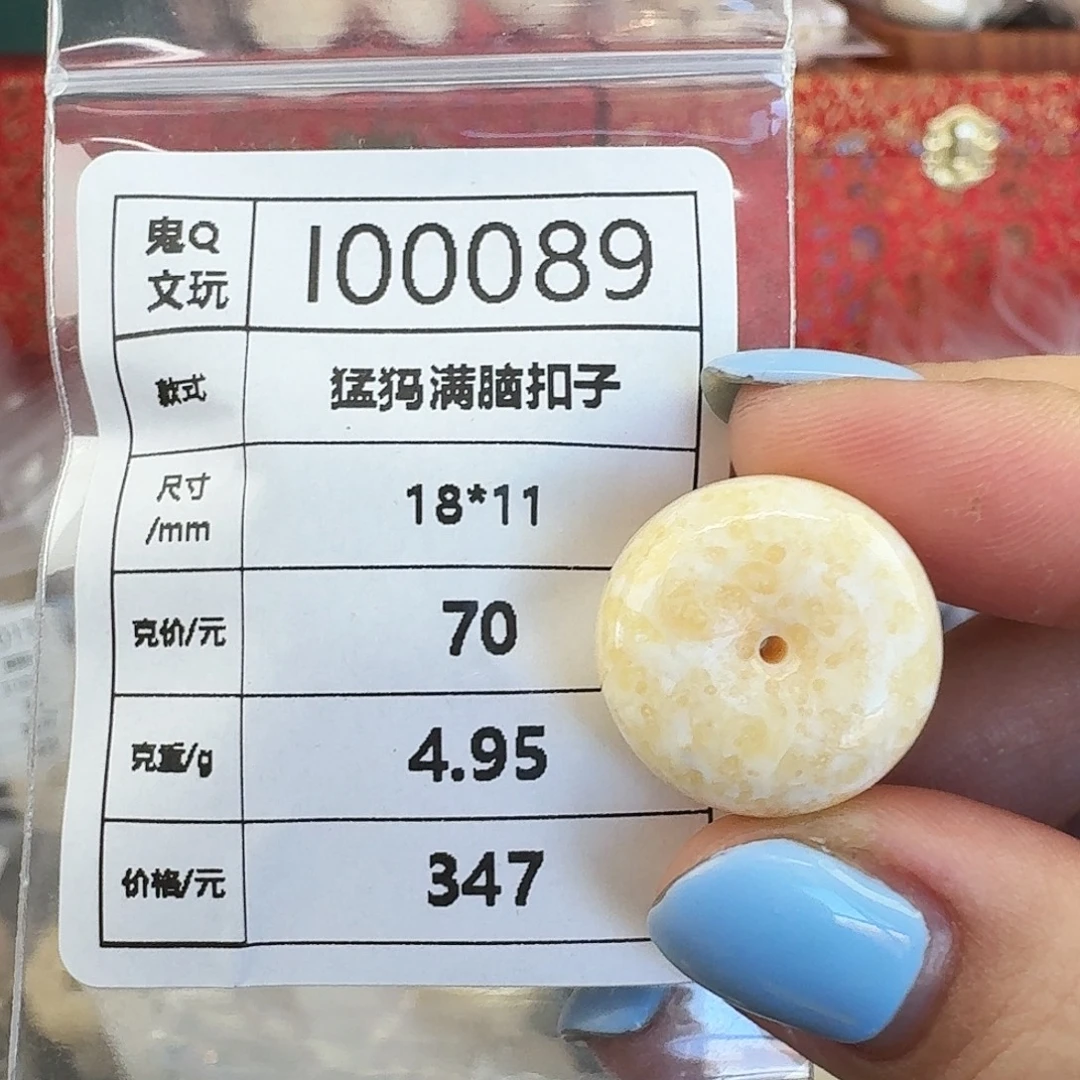 鬼Q
文玩
I00089
款式
猛犸满脑扣子
尺寸
/mm
18*11
克价/元
70
克重/g
4.95
价格/元
347